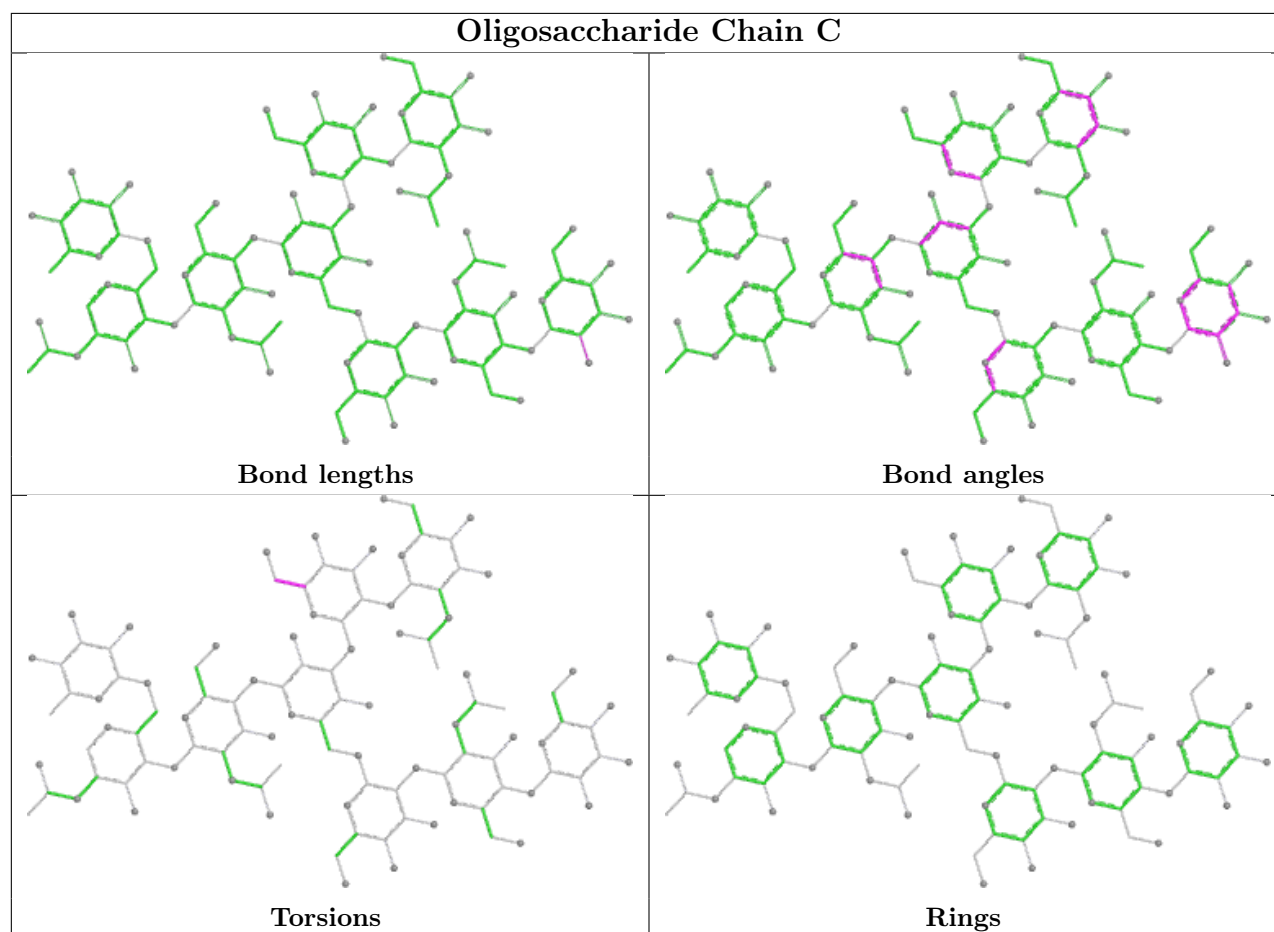 Oligosaccharide Chain C
Bond lengths
Bond angles
Torsions
Rings